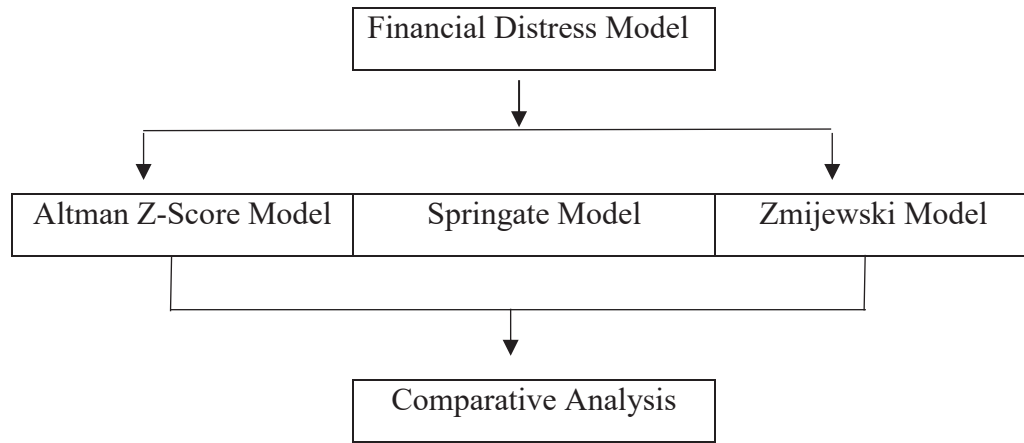 Financial Distress Model
Altman Z-Score Model
Springate Model
Zmijewski Model
Comparative Analysis